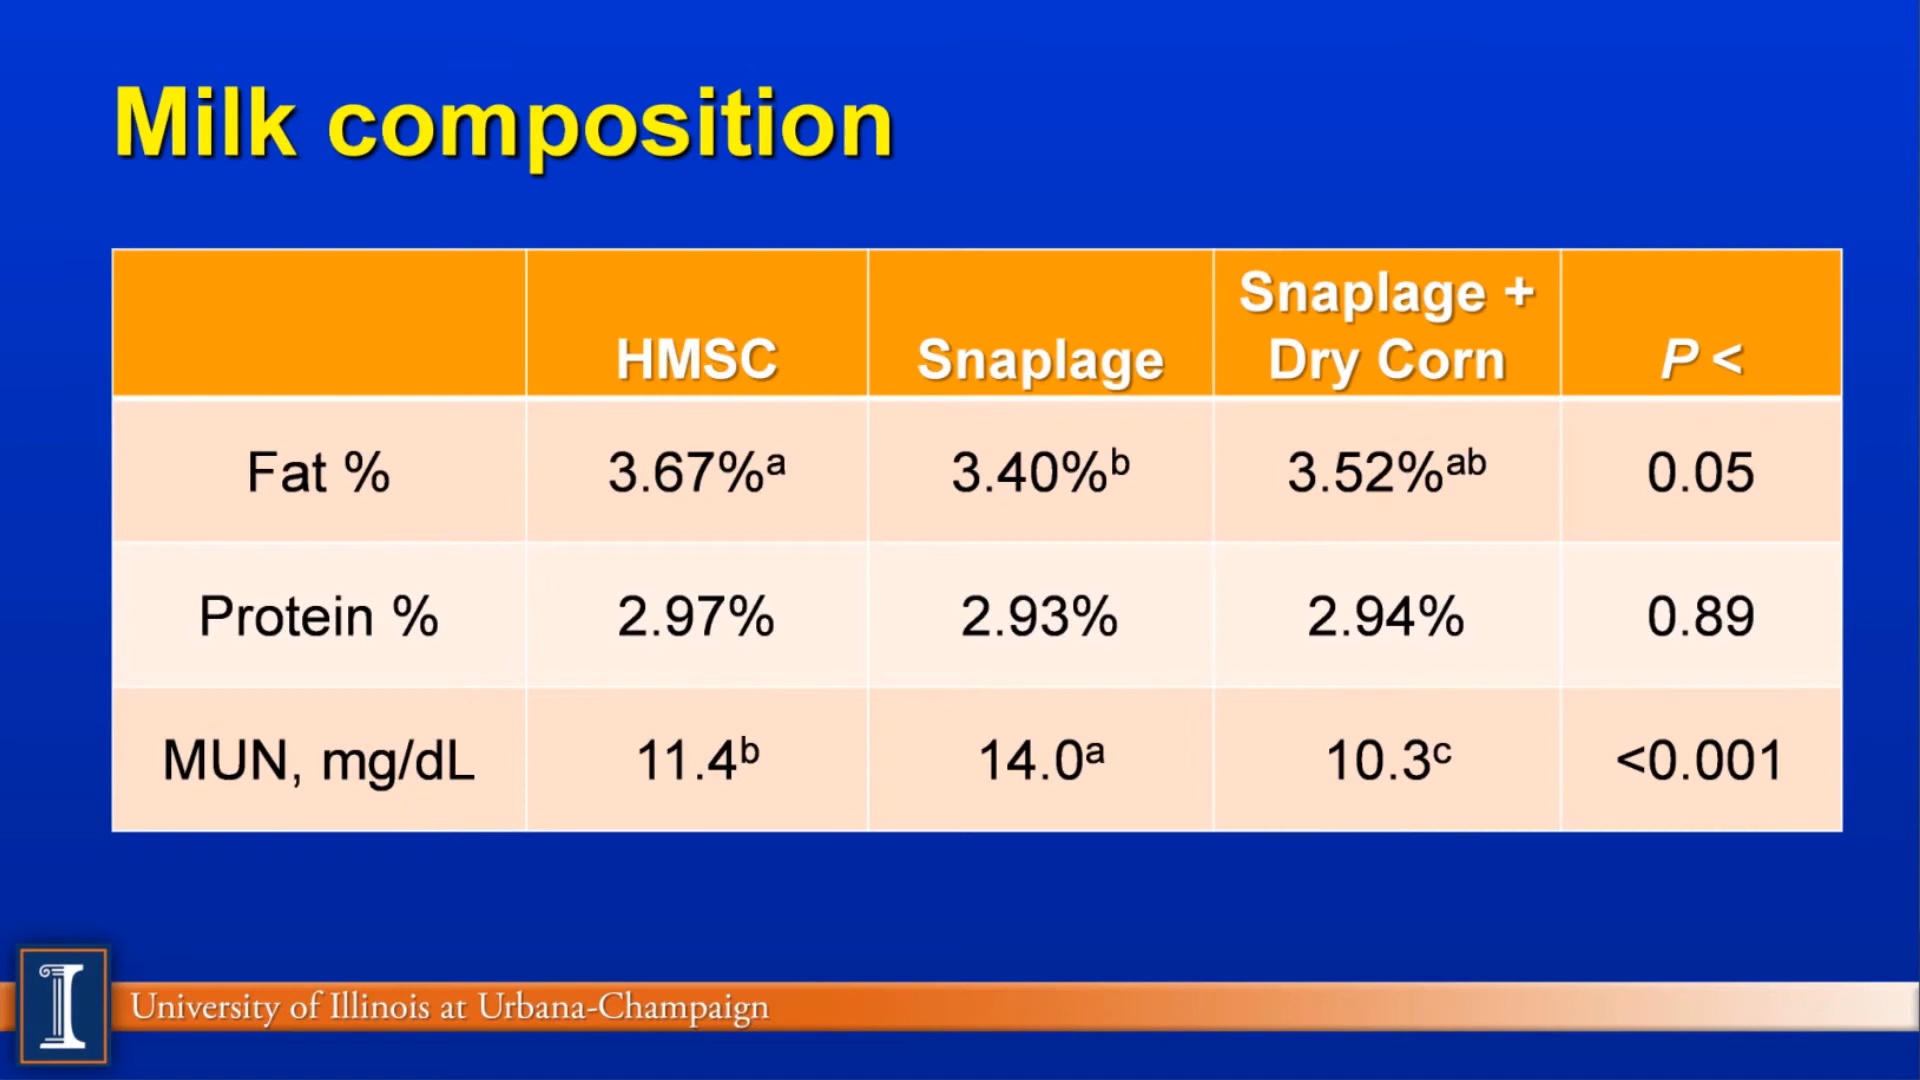 Milk composition
HMSC Snaplage Snaplage + Dry Corn P <
Fat % 3.67%ᵃ 3.40%ᵇ 3.52%ᵃᵇ 0.05
Protein % 2.97% 2.93% 2.94% 0.89
MUN, mg/dL 11.4ᵇ 14.0ᵃ 10.3ᶜ <0.001
I
University of Illinois at Urbana-Champaign